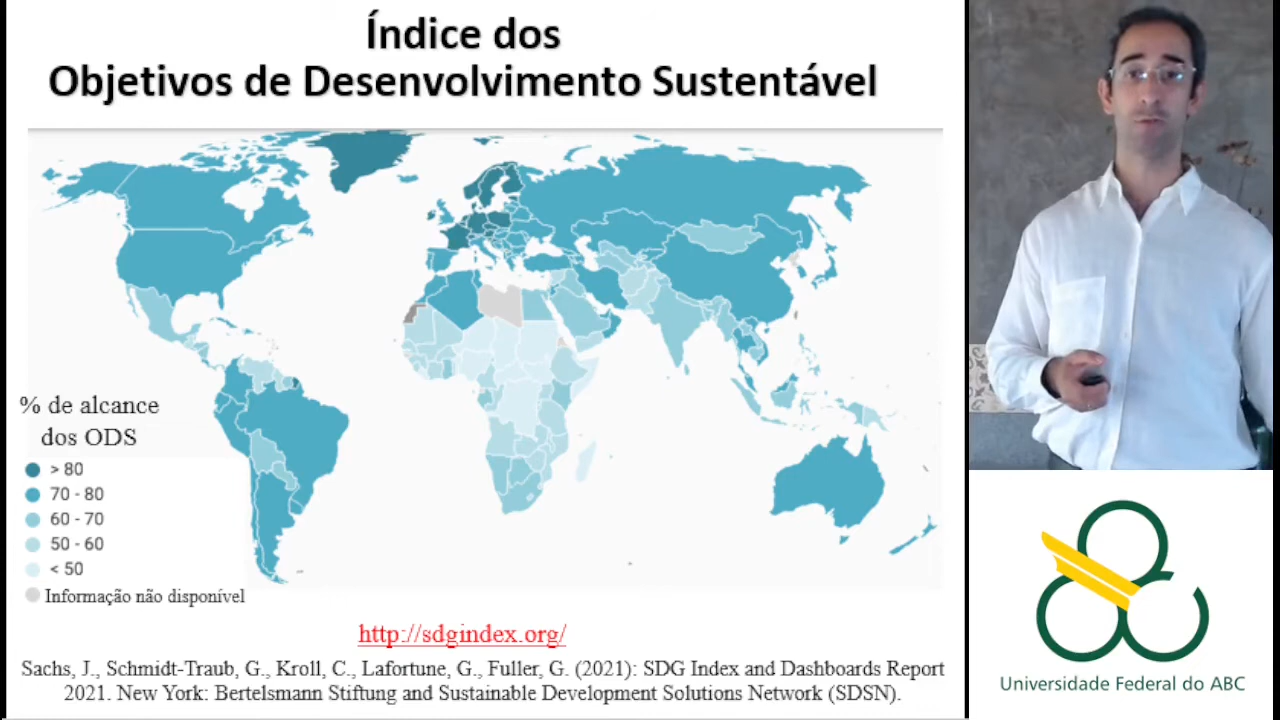 Índice dos
Objetivos de Desenvolvimento Sustentável
% de alcance
dos ODS
> 80
70 - 80
60 - 70
50 - 60
< 50
Informação não disponível
http://sdgindex.org/
Sachs, J., Schmidt-Traub, G., Kroll, C., Lafortune, G., Fuller, G. (2021): SDG Index and Dashboards Report
2021. New York: Bertelsmann Stiftung and Sustainable Development Solutions Network (SDSN).
Universidade Federal do ABC